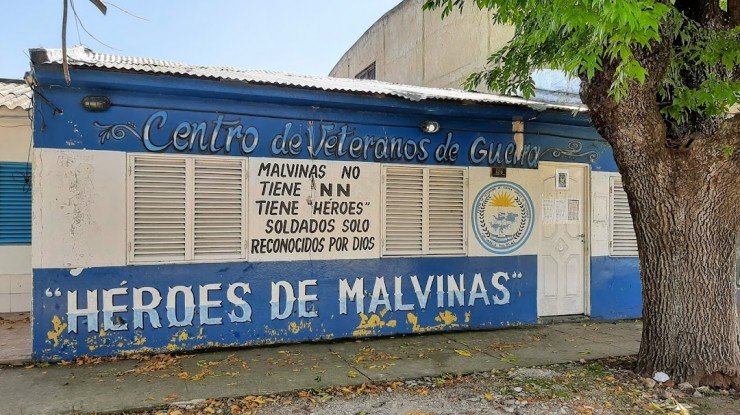 Centro de Veteranos de Guerra
MALVINAS NO
TIENE NN
TIENE "HÉROES"
SOLDADOS SOLO
RECONOCIDOS POR DIOS
"HÉROES DE MALVINAS"